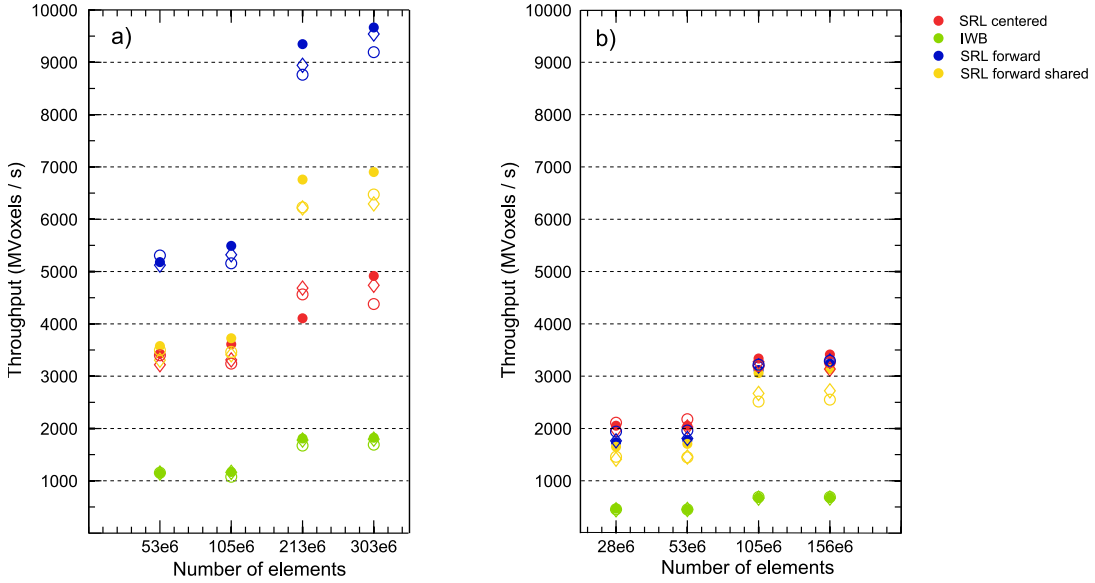 a)
10000
9000
8000
7000
6000
5000
4000
3000
2000
1000
Throughput (MVoxels / s)
53e6 105e6 213e6 303e6
Number of elements
b)
10000
9000
8000
7000
6000
5000
4000
3000
2000
1000
Throughput (MVoxels / s)
28e6 53e6 105e6 156e6
Number of elements
SRL centered
IWB
SRL forward
SRL forward shared